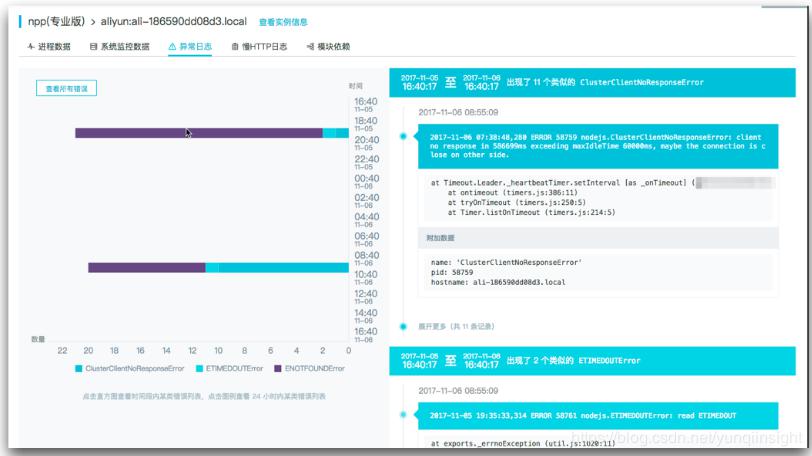 npp(专业版) > aliyun:ali-186590dd08d3.local 查看实例信息
进程数据 系统监控数据 异常日志 慢HTTP日志 模块依赖
查看所有错误
时间
16:40
11-05
18:40
11-05
20:40
11-05
22:40
11-05
00:40
11-06
02:40
11-06
04:40
11-06
06:40
11-06
08:40
11-06
10:40
11-06
12:40
11-06
14:40
11-06
16:40
11-06
数量
22 20 18 16 14 12 10 8 6 4 2 0
ClusterClientNoResponseError ETIMEDOUTError ENOTFOUNDError
点击直方图查看时间段内某类错误列表，点击图例查看 24 小时内某类错误列表
2017-11-05 16:40:17 至 2017-11-06 16:40:17 出现了 11 个类似的 ClusterClientNoResponseError
2017-11-06 08:55:09
2017-11-06 07:38:48,280 ERROR 58759 nodejs.ClusterClientNoResponseError: client
no response in 586699ms exceeding maxIdleTime 60000ms, maybe the connection is c
lose on other side.
at Timeout.Leader._heartbeatTimer.setInterval [as _onTimeout] (
at ontimeout (timers.js:386:11)
at tryOnTimeout (timers.js:250:5)
at Timer.listOnTimeout (timers.js:214:5)
附加数据
name: 'ClusterClientNoResponseError'
pid: 58759
hostname: ali-186590dd08d3.local
展开更多（共 11 条记录）
2017-11-05 16:40:17 至 2017-11-06 16:40:17 出现了 2 个类似的 ETIMEDOUTError
2017-11-06 08:55:09
2017-11-05 19:35:33,314 ERROR 58761 nodejs.ETIMEDOUTError: read ETIMEDOUT
at exports._errnoException (util.js:1020:11)
https://blog.csdn.net/yunqiinsight